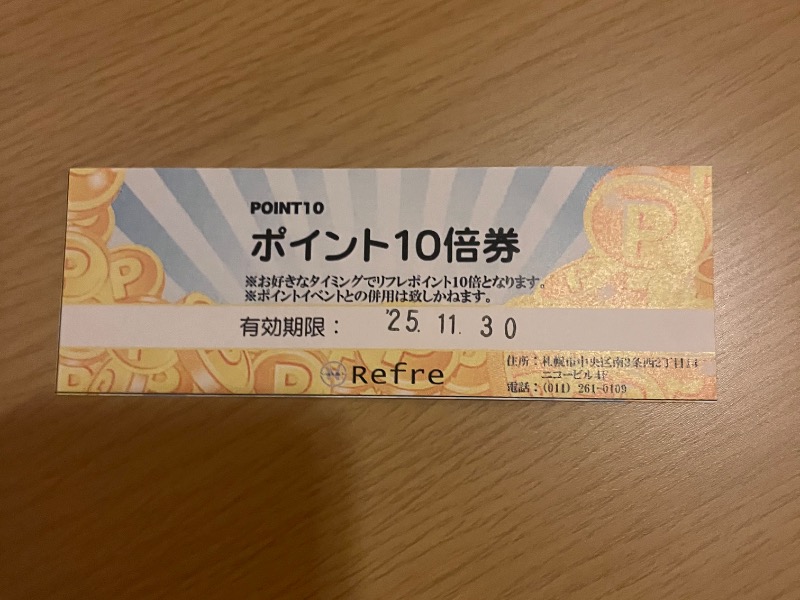 POINT10
ポイント10倍券
※お好きなタイミングでリフレポイント10倍となります。
※ポイントイベントとの併用は致しかねます。
有効期限： '25. 11. 30
Refre
住所：札幌市中央区南3条西2丁目14
ニコービル4F
電話：(011) 261-0109